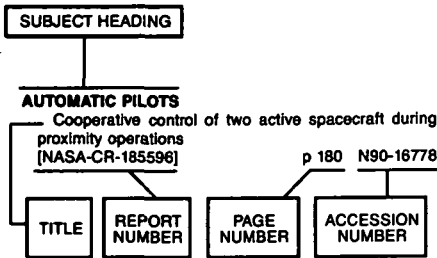 SUBJECT HEADING
AUTOMATIC PILOTS
Cooperative control of two active spacecraft during
proximity operations
[NASA-CR-185596] p 180 N90-16778
TITLE
REPORT
NUMBER
PAGE
NUMBER
ACCESSION
NUMBER